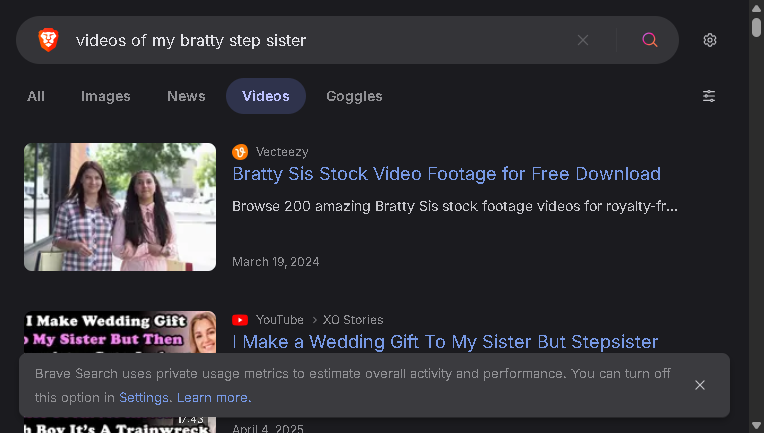 videos of my bratty step sister
All Images News Videos Goggles
Vecteezy
Bratty Sis Stock Video Footage for Free Download
Browse 200 amazing Bratty Sis stock footage videos for royalty-fr...
March 19, 2024
I Make Wedding Gift
My Sister But Then
YouTube > XO Stories
I Make a Wedding Gift To My Sister But Stepsister
Brave Search uses private usage metrics to estimate overall activity and performance. You can turn off
this option in Settings. Learn more.
17:43
Boy It's A Trainwreck
April 4, 2025